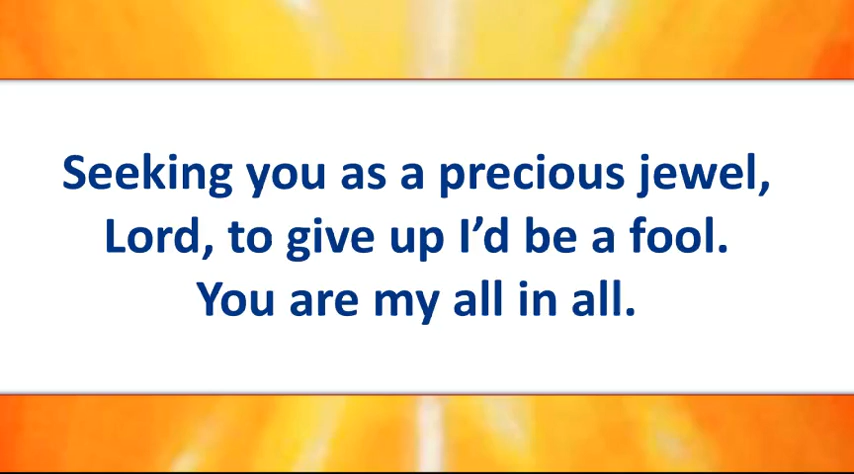 Seeking you as a precious jewel,
Lord, to give up I’d be a fool.
You are my all in all.